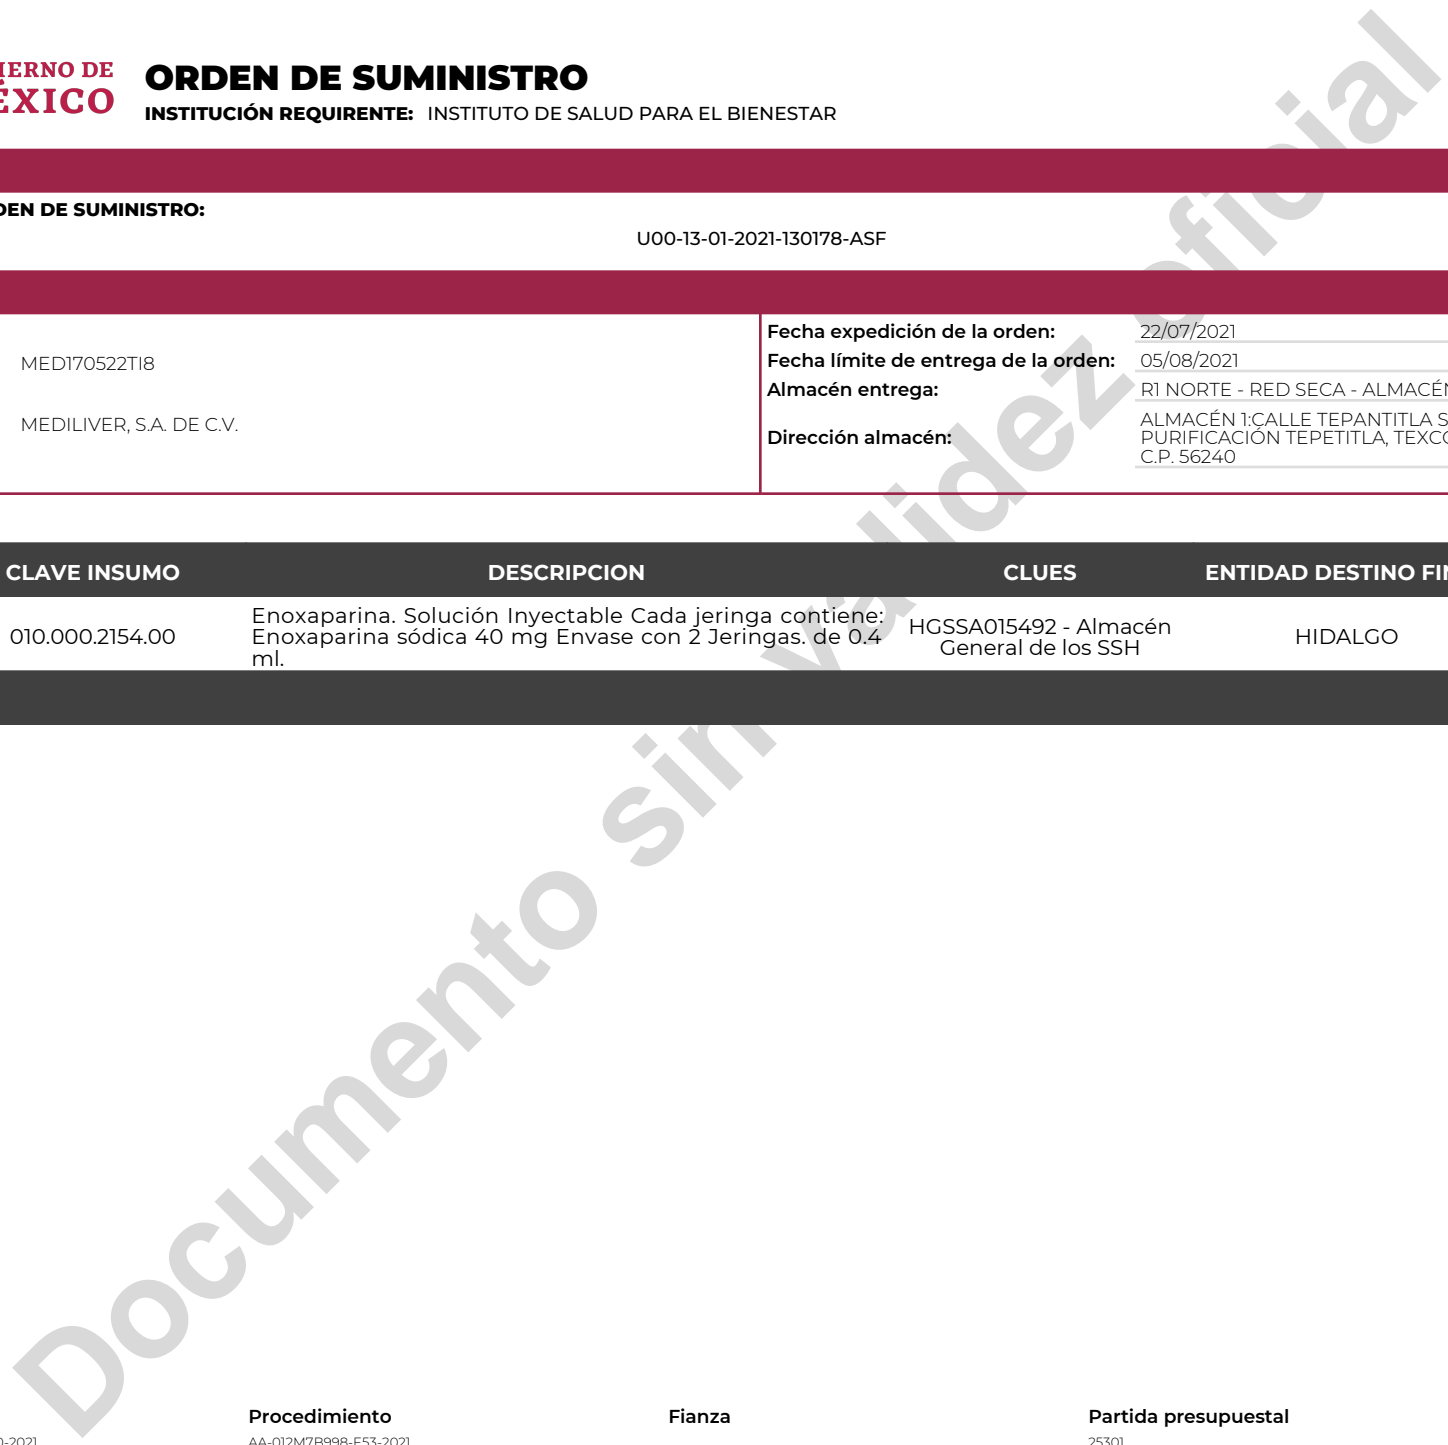 ORDEN DE SUMINISTRO
INSTITUCIÓN REQUIRENTE: INSTITUTO DE SALUD PARA EL BIENESTAR
IERNO DE
ÉXICO
DEN DE SUMINISTRO:
U00-13-01-2021-130178-ASF
MED170522TI8
MEDILIVER, S.A. DE C.V.
Fecha expedición de la orden: 22/07/2021
Fecha límite de entrega de la orden: 05/08/2021
Almacén entrega: R1 NORTE - RED SECA - ALMACÉN
Dirección almacén: ALMACÉN 1:CALLE TEPANTITLA S
PURIFICACIÓN TEPETITLA, TEXCO
C.P. 56240
CLAVE INSUMO DESCRIPCION CLUES ENTIDAD DESTINO FIN
010.000.2154.00
Enoxaparina. Solución Inyectable Cada jeringa contiene:
Enoxaparina sódica 40 mg Envase con 2 Jeringas. de 0.4
ml.
HGSSA015492 - Almacén
General de los SSH
HIDALGO
Documento sin validez oficial
Procedimiento Fianza Partida presupuestal
0-2021 AA-012M7B998-E53-2021 25301